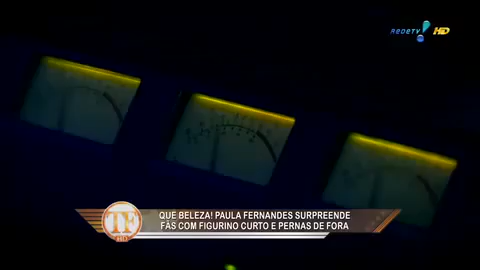 REDETV! HD
TF
QUE BELEZA! PAULA FERNANDES SURPREENDE
FÃS COM FIGURINO CURTO E PERNAS DE FORA